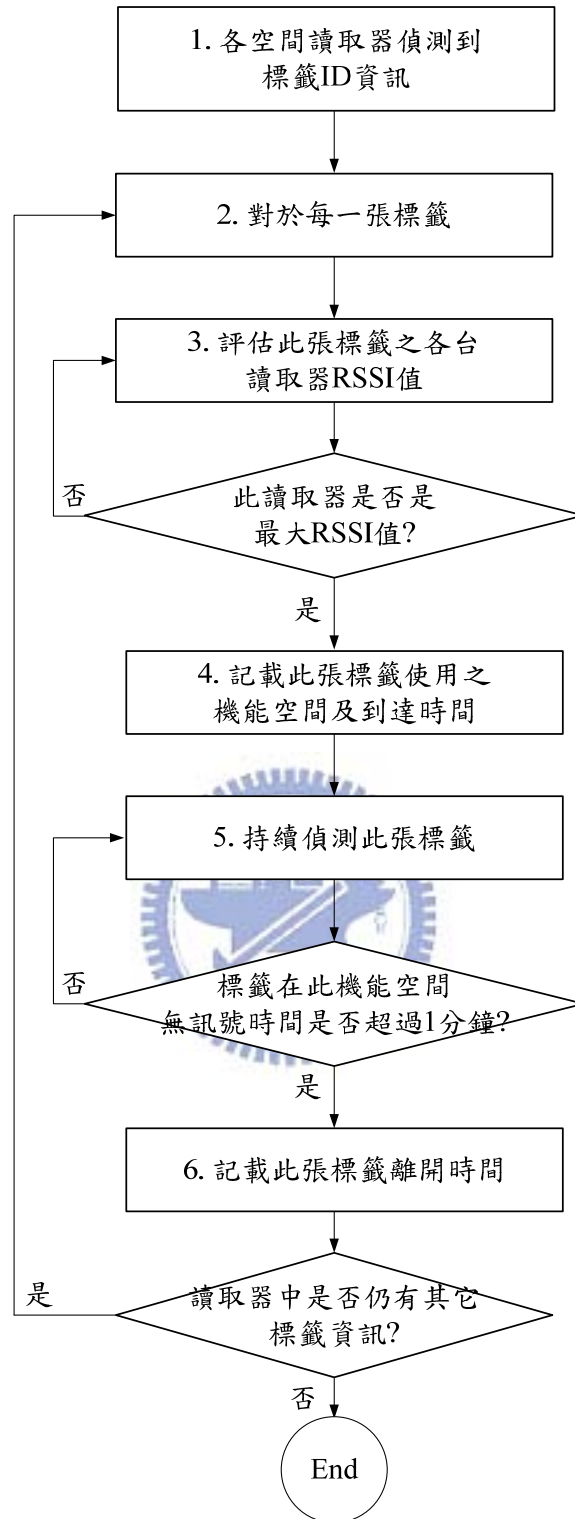 1. 各空間讀取器偵測到
標籤ID資訊
2. 對於每一張標籤
3. 評估此張標籤之各台
讀取器RSSI值
否
此讀取器是否是
最大RSSI值?
是
4. 記載此張標籤使用之
機能空間及到達時間
5. 持續偵測此張標籤
否
標籤在此機能空間
無訊號時間是否超過1分鐘?
是
6. 記載此張標籤離開時間
是
讀取器中是否仍有其它
標籤資訊?
否
End